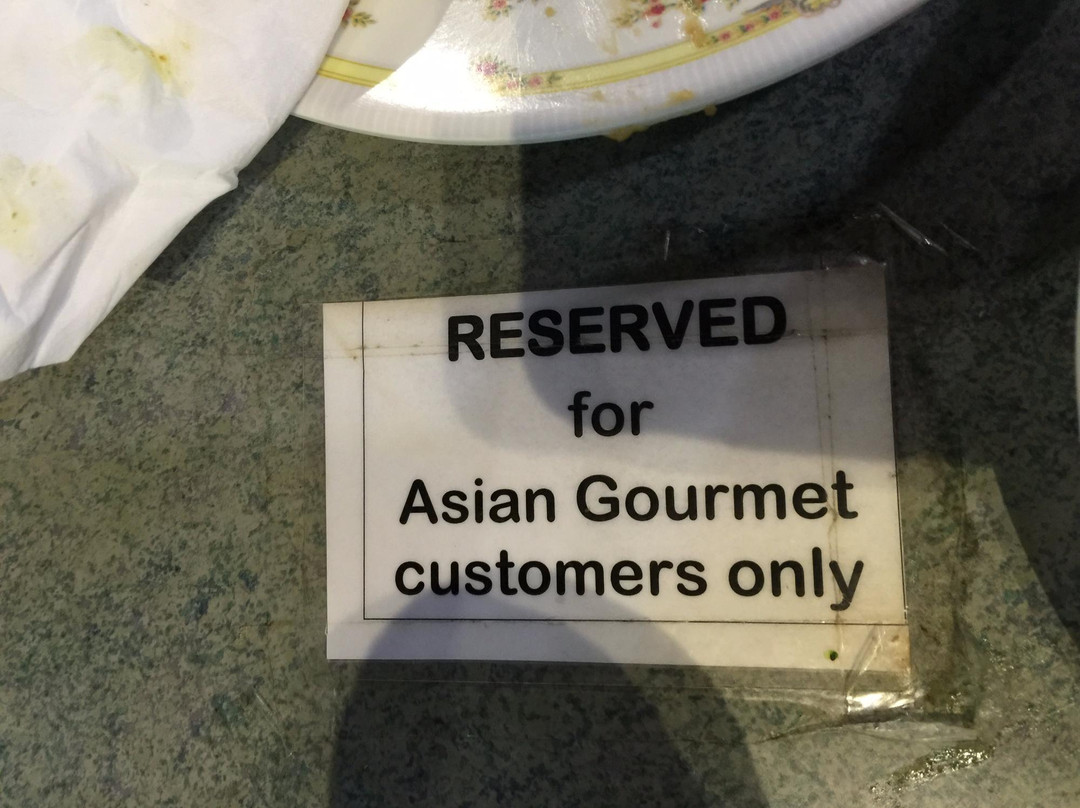 RESERVED
for
Asian Gourmet
customers only